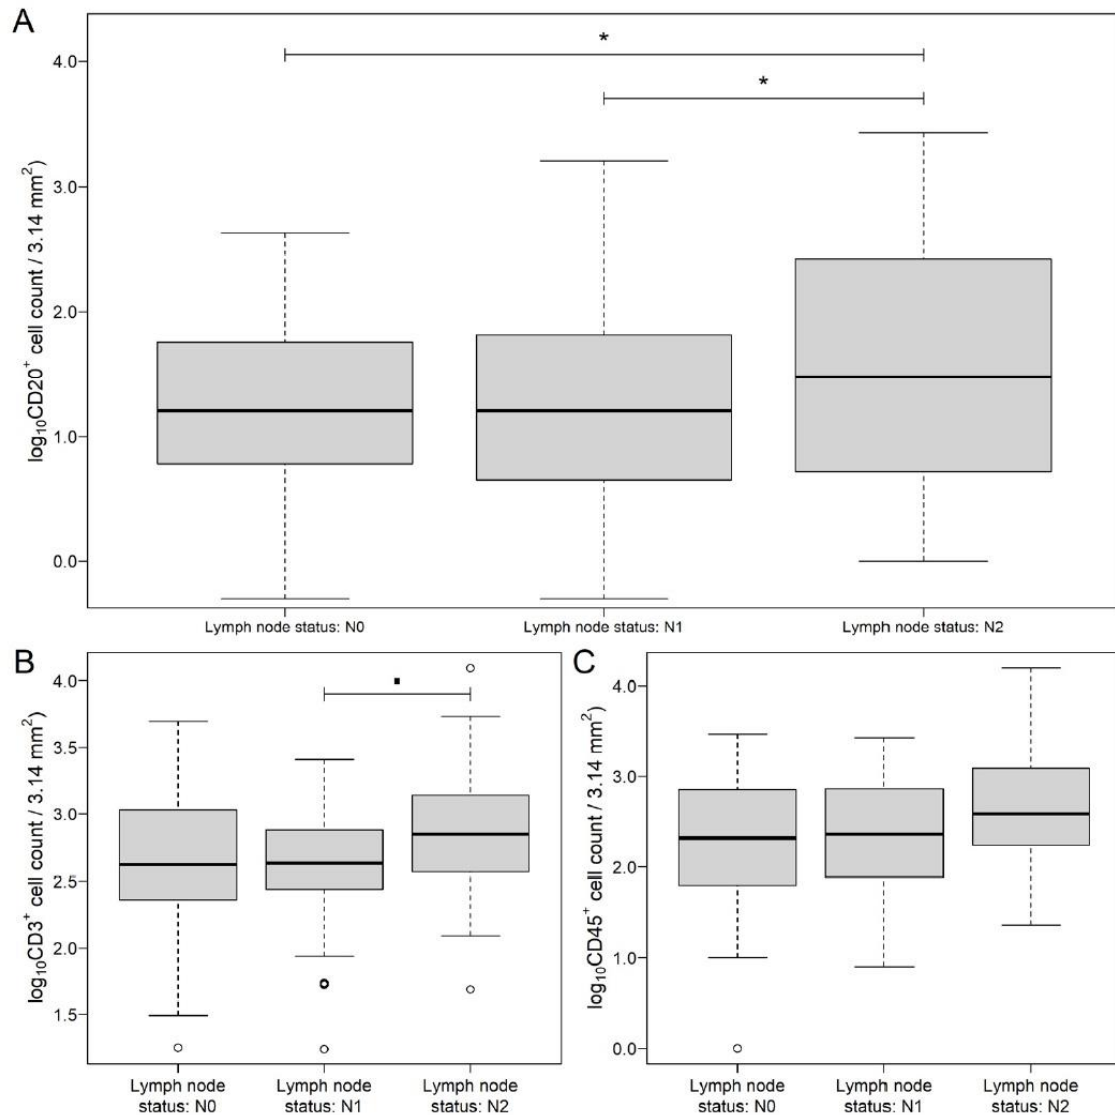 A
*
*
log₁₀CD20⁺ cell count / 3.14 mm²
4.0
3.0
2.0
1.0
0.0
Lymph node status: N0
Lymph node status: N1
Lymph node status: N2
B
log₁₀CD3⁺ cell count / 3.14 mm²
4.0
3.5
3.0
2.5
2.0
1.5
Lymph node
status: N0
Lymph node
status: N1
Lymph node
status: N2
C
log₁₀CD45⁺ cell count / 3.14 mm²
4.0
3.0
2.0
1.0
0.0
Lymph node
status: N0
Lymph node
status: N1
Lymph node
status: N2